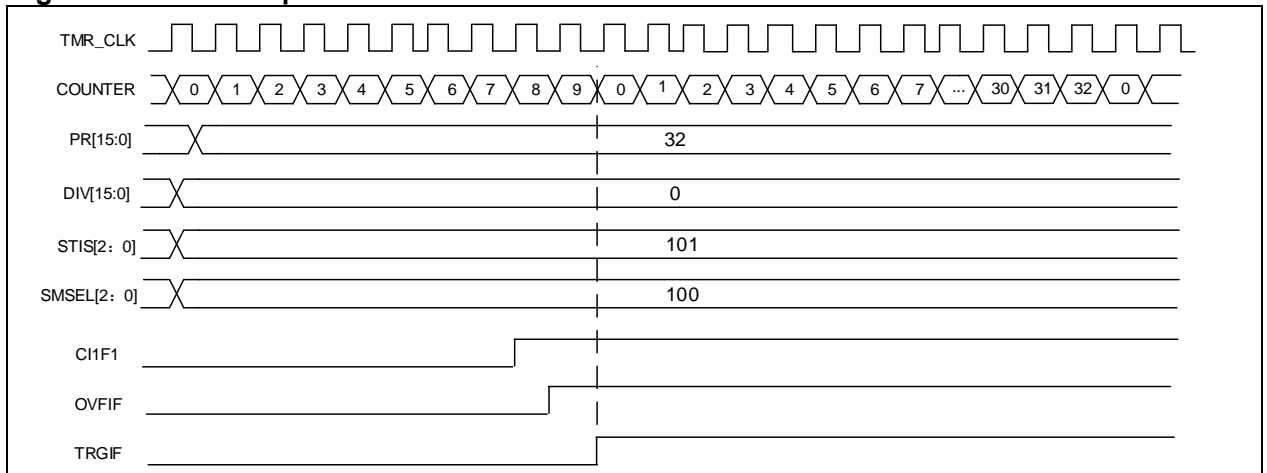 TMR_CLK
COUNTER 0 1 2 3 4 5 6 7 8 9 0 1 2 3 4 5 6 7 ... 30 31 32 0
PR[15:0] 32
DIV[15:0] 0
STIS[2：0] 101
SMSEL[2：0] 100
CI1F1
OVFIF
TRGIF